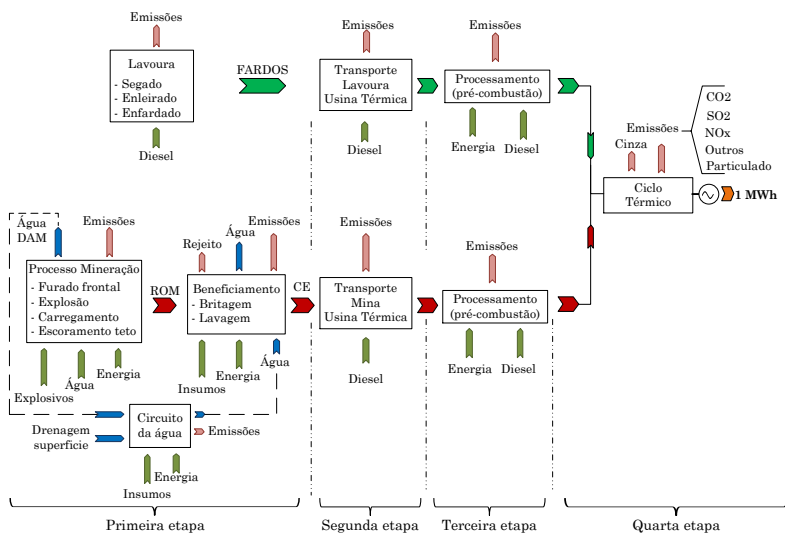 Emissões
Lavoura
- Segado
- Enleirado
- Enfardado
Diesel
FARDOS
Emissões
Transporte
Lavoura
Usina Térmica
Diesel
Emissões
Processamento
(pré-combustão)
Energia
Diesel
CO2
SO2
NOx
Outros
Particulado
Emissões
Cinza
Ciclo
Térmico
1 MWh
Água
DAM
Emissões
Processo Mineração
- Furado frontal
- Explosão
- Carregamento
- Escoramento teto
Explosivos
Água
Energia
ROM
Rejeito
Água
Emissões
Beneficiamento
- Britagem
- Lavagem
Insumos
Energia
Água
CE
Emissões
Transporte
Mina
Usina Térmica
Diesel
Emissões
Processamento
(pré-combustão)
Energia
Diesel
Drenagem
superficie
Circuito
da água
Emissões
Insumos
Energia
Primeira etapa
Segunda etapa
Terceira etapa
Quarta etapa